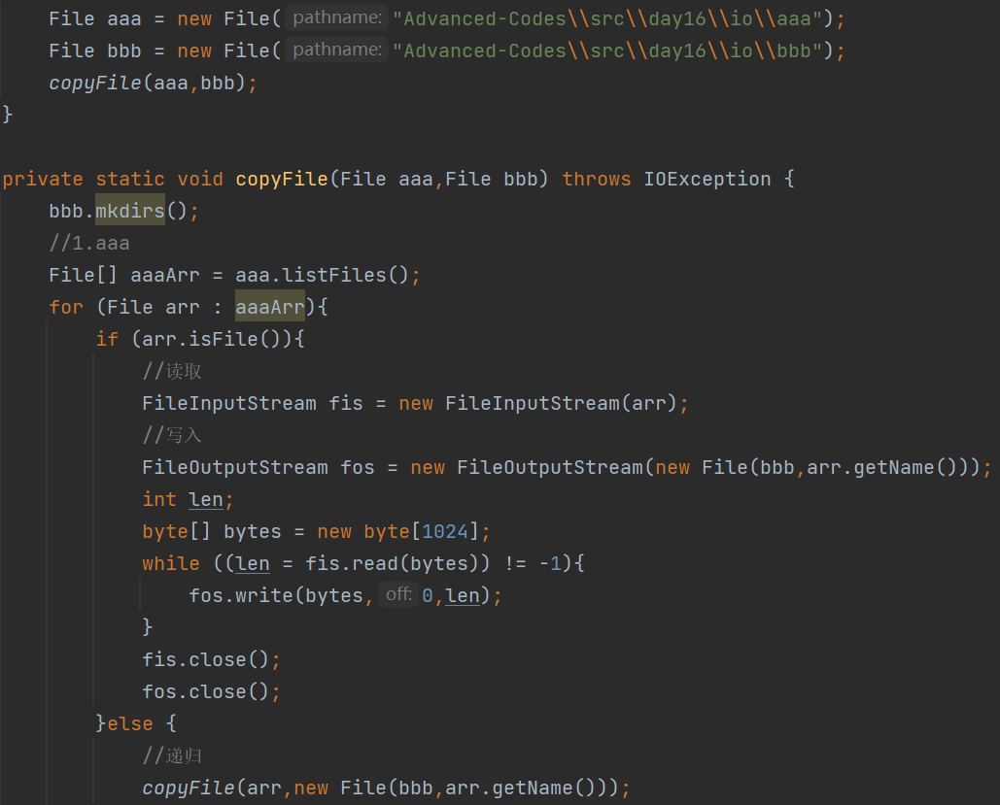 File aaa = new File( pathname: "Advanced-Codes\\src\\day16\\io\\aaa");
File bbb = new File( pathname: "Advanced-Codes\\src\\day16\\io\\bbb");
copyFile(aaa,bbb);
}
private static void copyFile(File aaa,File bbb) throws IOException {
bbb.mkdirs();
//1.aaa
File[] aaaArr = aaa.listFiles();
for (File arr : aaaArr){
if (arr.isFile()){
//读取
FileInputStream fis = new FileInputStream(arr);
//写入
FileOutputStream fos = new FileOutputStream(new File(bbb,arr.getName()));
int len;
byte[] bytes = new byte[1024];
while ((len = fis.read(bytes)) != -1){
fos.write(bytes, off: 0,len);
}
fis.close();
fos.close();
}else {
//递归
copyFile(arr,new File(bbb,arr.getName()));